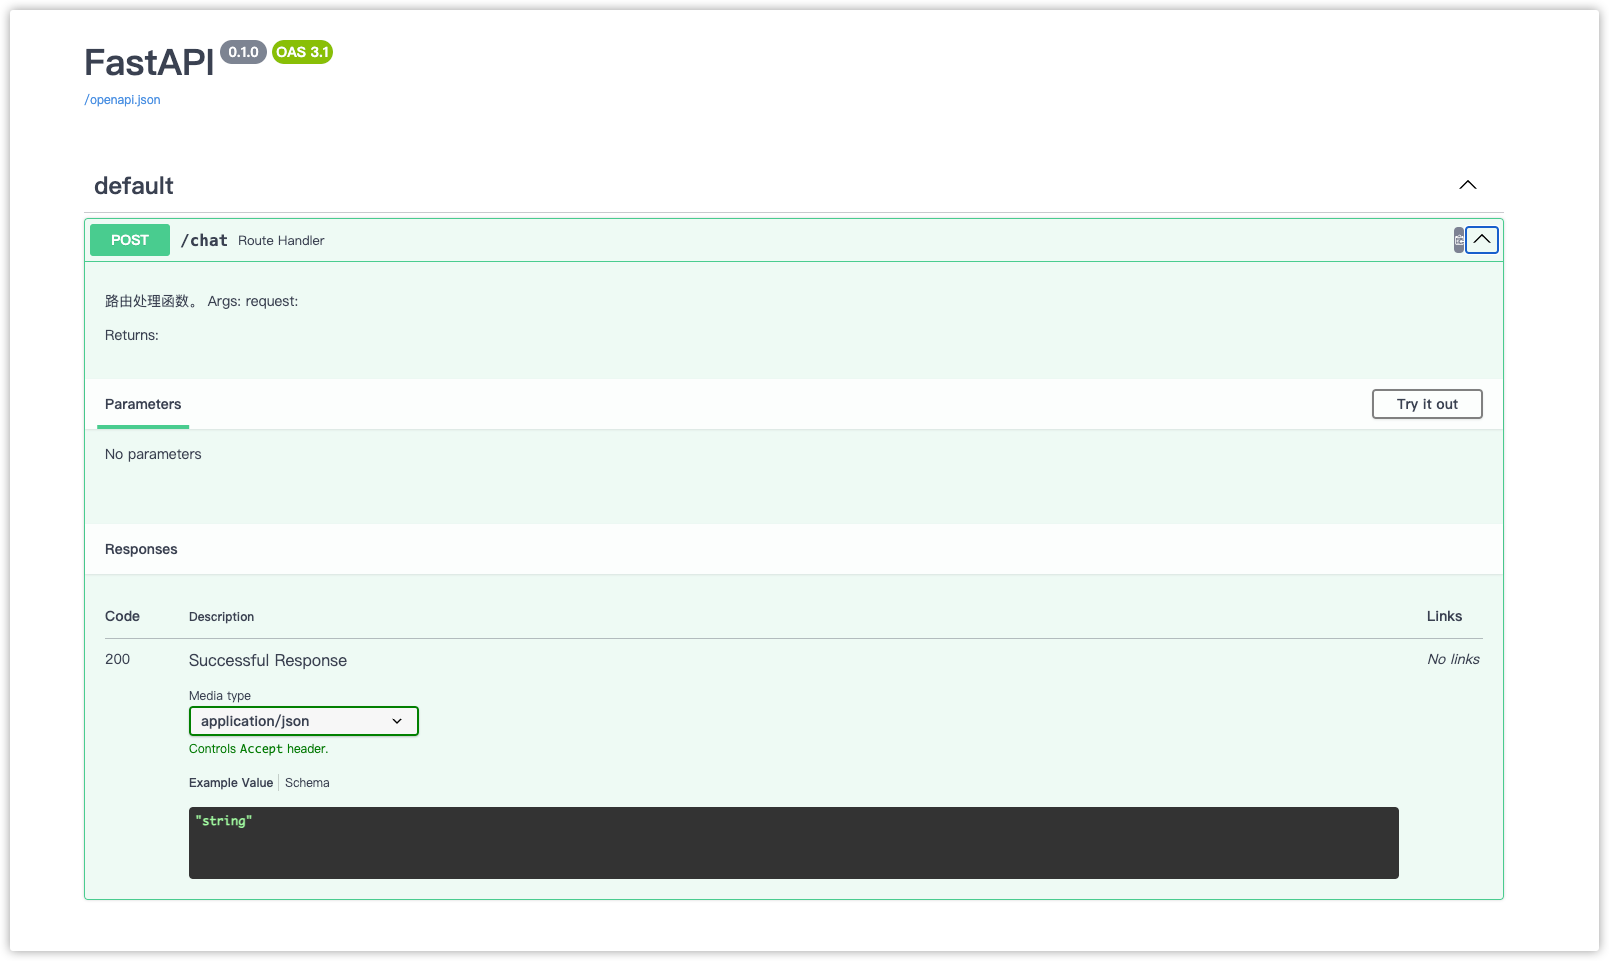 FastAPI 0.1.0 OAS 3.1
/openapi.json
default
POST /chat Route Handler
路由处理函数。 Args: request:
Returns:
Parameters
Try it out
No parameters
Responses
Code Description Links
200 Successful Response No links
Media type
application/json
Controls Accept header.
Example Value Schema
"string"